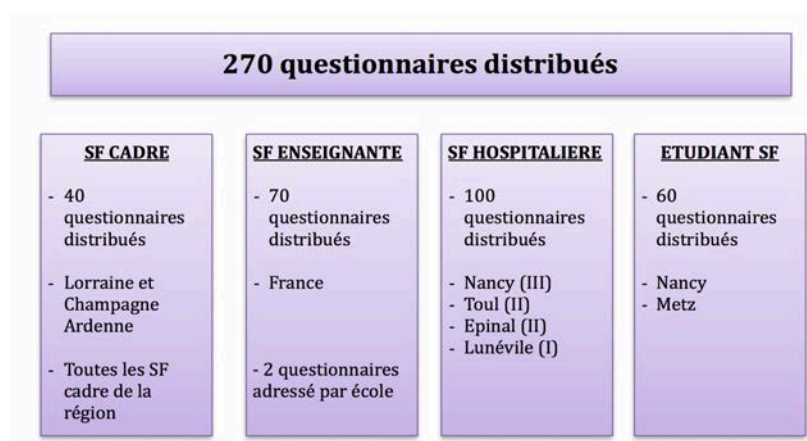 270 questionnaires distribués
SF CADRE
- 40
questionnaires
distribués
- Lorraine et
Champagne
Ardenne
- Toutes les SF
cadre de la
région
SF ENSEIGNANTE
- 70
questionnaires
distribués
- France
- 2 questionnaires
adressé par école
SF HOSPITALIERE
- 100
questionnaires
distribués
- Nancy (III)
- Toul (II)
- Epinal (II)
- Lunévile (I)
ETUDIANT SF
- 60
questionnaires
distribués
- Nancy
- Metz